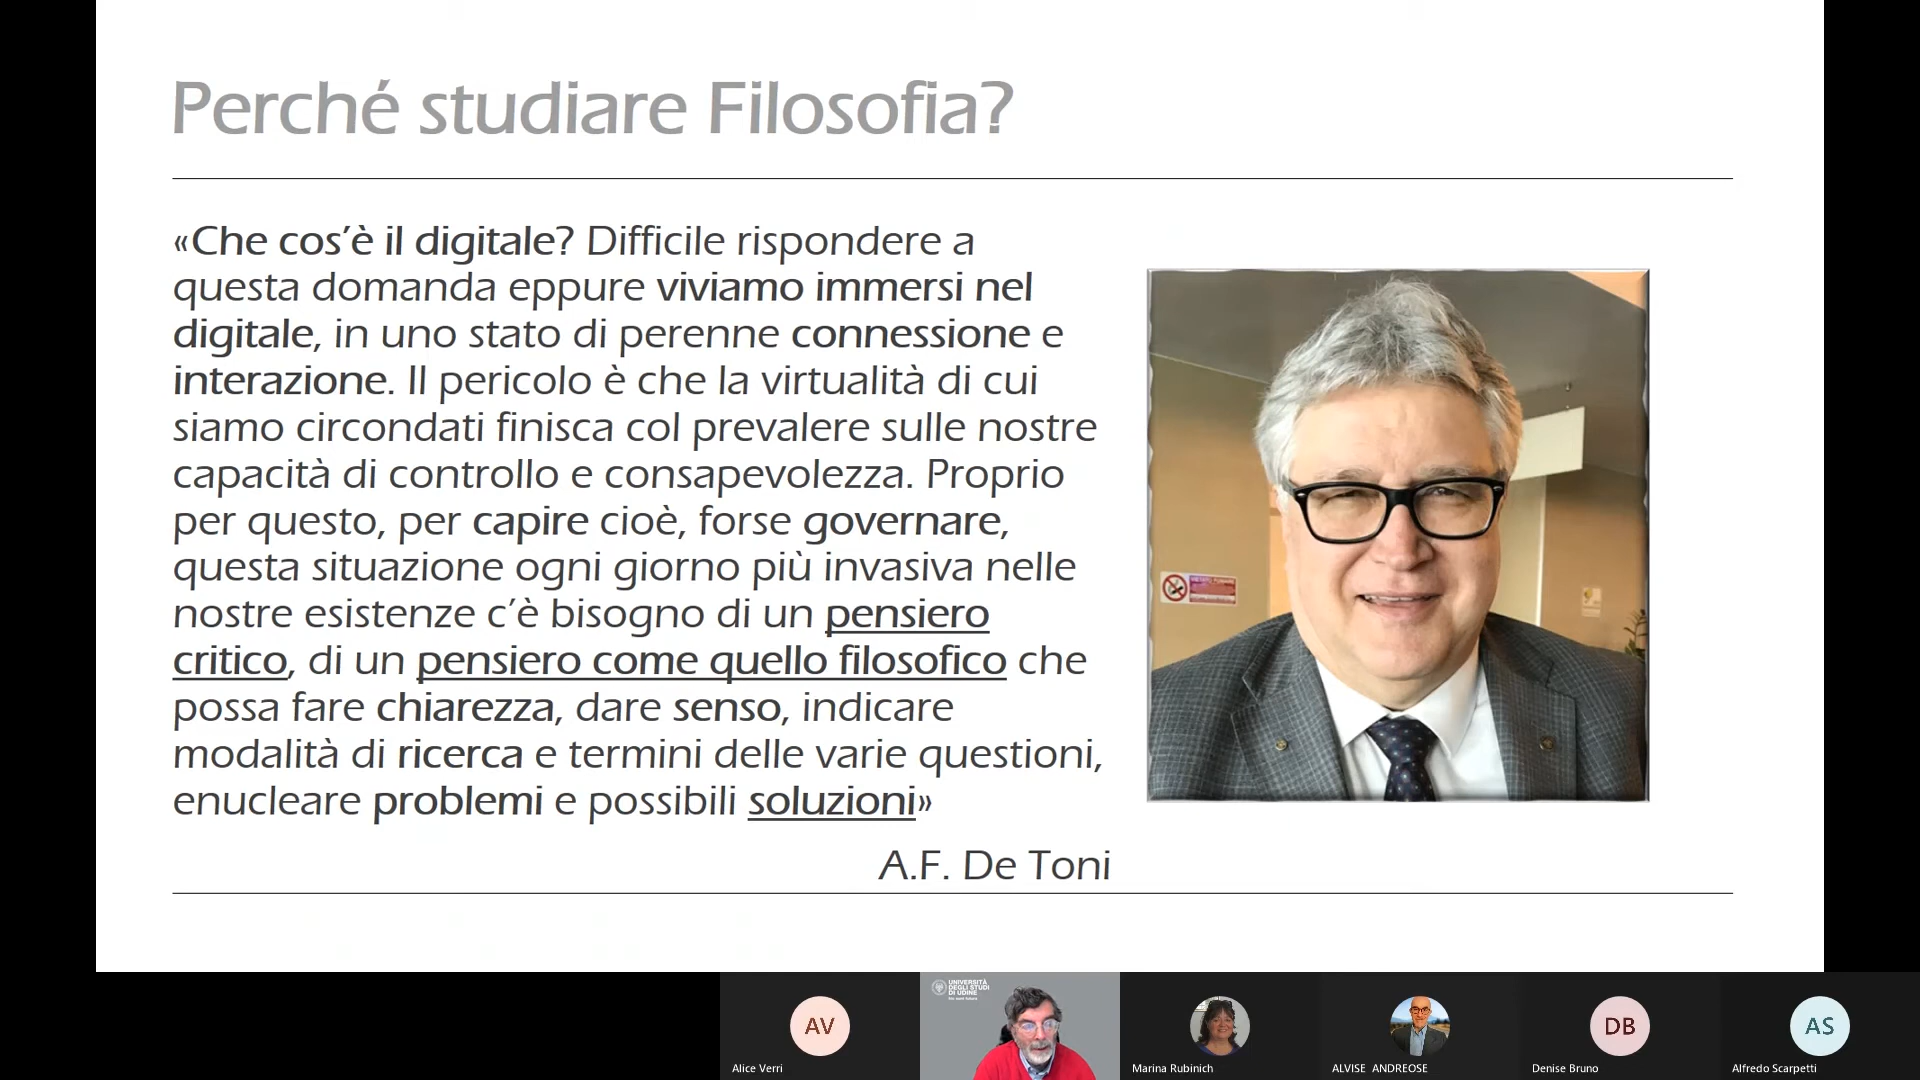 Perché studiare Filosofia?
«Che cos’è il digitale? Difficile rispondere a
questa domanda eppure viviamo immersi nel
digitale, in uno stato di perenne connessione e
interazione. Il pericolo è che la virtualità di cui
siamo circondati finisca col prevalere sulle nostre
capacità di controllo e consapevolezza. Proprio
per questo, per capire cioè, forse governare,
questa situazione ogni giorno più invasiva nelle
nostre esistenze c’è bisogno di un pensiero
critico, di un pensiero come quello filosofico che
possa fare chiarezza, dare senso, indicare
modalità di ricerca e termini delle varie questioni,
enucleare problemi e possibili soluzioni»
A.F. De Toni
UNIVERSITÀ
DEGLI STUDI
DI UDINE
AV
DB
AS
Alice Verri
Marina Rubinich
ALVISE ANDREOSE
Denise Bruno
Alfredo Scarpetti